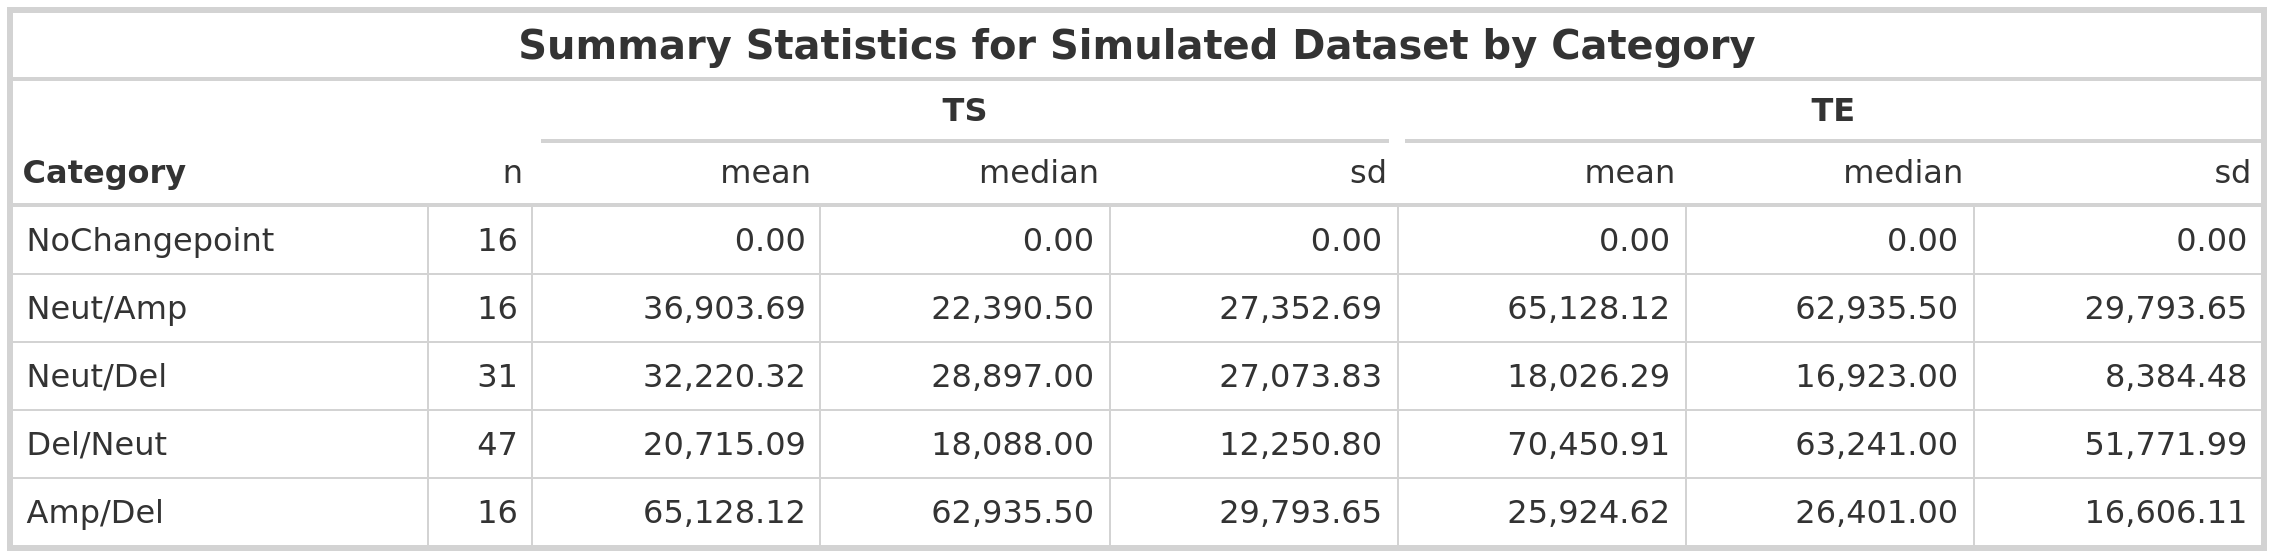 Summary Statistics for Simulated Dataset by Category
TS TE
Category n mean median sd mean median sd
NoChangepoint 16 0.00 0.00 0.00 0.00 0.00 0.00
Neut/Amp 16 36,903.69 22,390.50 27,352.69 65,128.12 62,935.50 29,793.65
Neut/Del 31 32,220.32 28,897.00 27,073.83 18,026.29 16,923.00 8,384.48
Del/Neut 47 20,715.09 18,088.00 12,250.80 70,450.91 63,241.00 51,771.99
Amp/Del 16 65,128.12 62,935.50 29,793.65 25,924.62 26,401.00 16,606.11